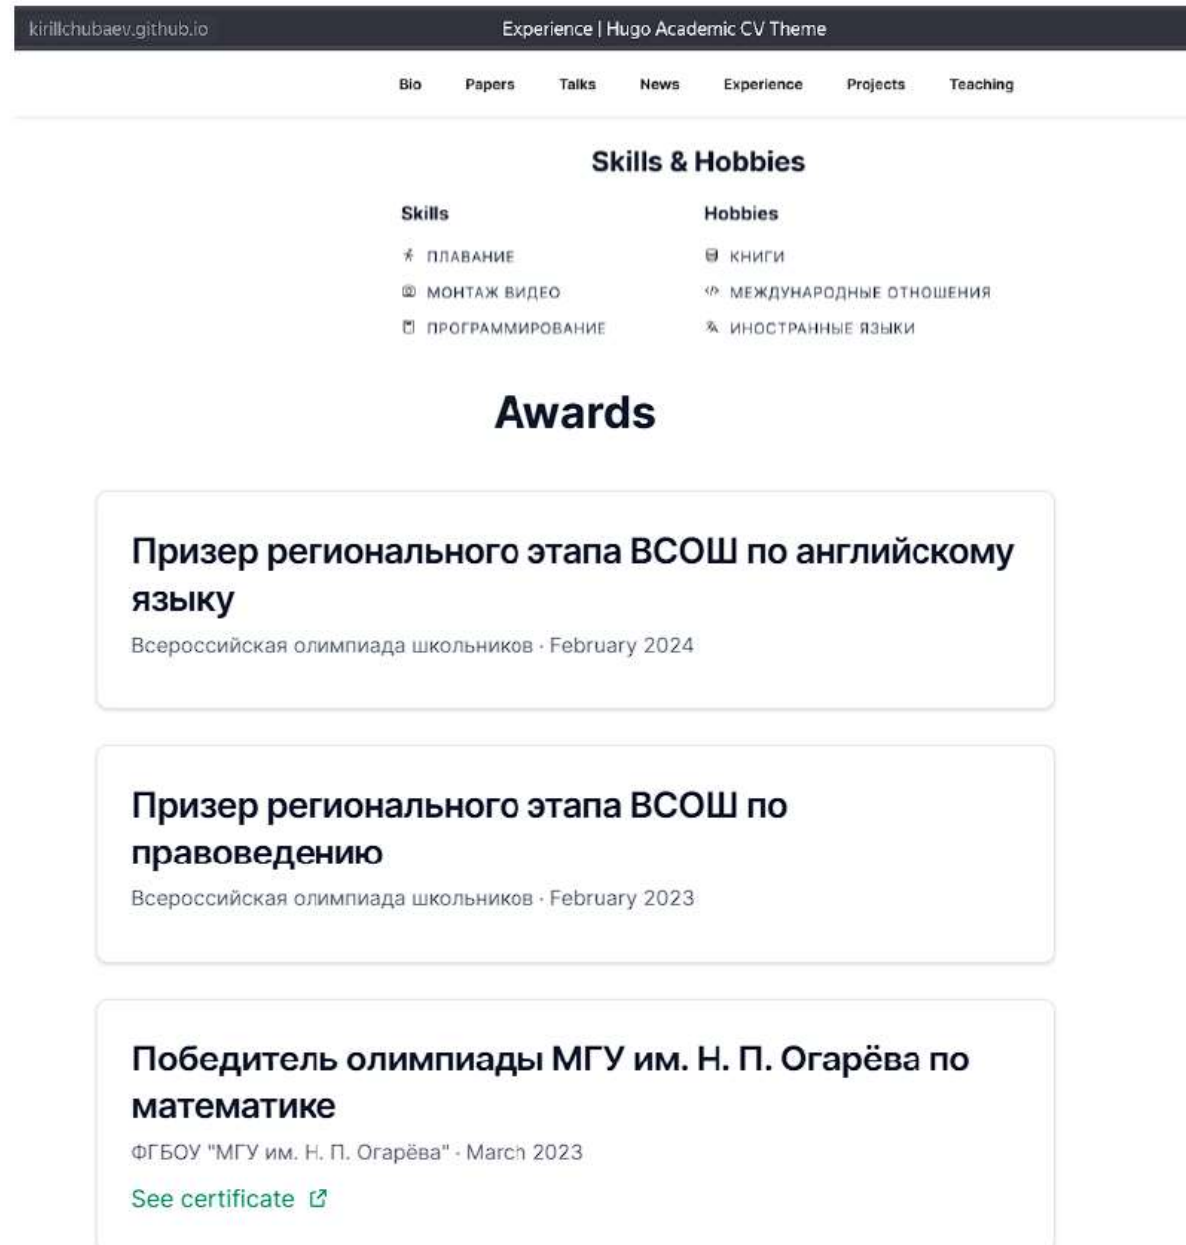 kirillchubaev.github.io
Experience | Hugo Academic CV Theme
Bio Papers Talks News Experience Projects Teaching
Skills & Hobbies
Skills
ПЛАВАНИЕ
МОНТАЖ ВИДЕО
ПРОГРАММИРОВАНИЕ
Hobbies
КНИГИ
МЕЖДУНАРОДНЫЕ ОТНОШЕНИЯ
ИНОСТРАННЫЕ ЯЗЫКИ
Awards
Призер регионального этапа ВСОШ по английскому
языку
Всероссийская олимпиада школьников · February 2024
Призер регионального этапа ВСОШ по
правоведению
Всероссийская олимпиада школьников · February 2023
Победитель олимпиады МГУ им. Н. П. Огарёва по
математике
ФГБОУ "МГУ им. Н. П. Огарёва" · March 2023
See certificate